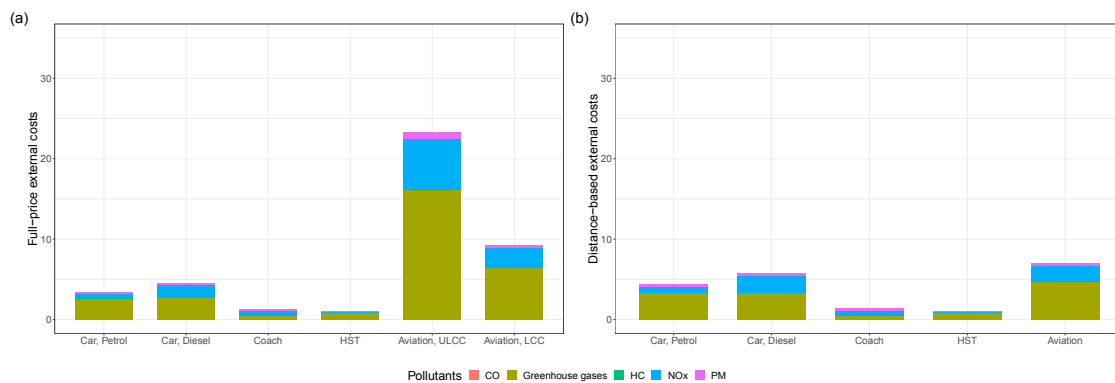 (a)
Full−price external costs
30
20
10
0
Car, Petrol
Car, Diesel
Coach
HST
Aviation, ULCC
Aviation, LCC
(b)
Distance−based external costs
30
20
10
0
Car, Petrol
Car, Diesel
Coach
HST
Aviation
Pollutants
CO
Greenhouse gases
HC
NOx
PM